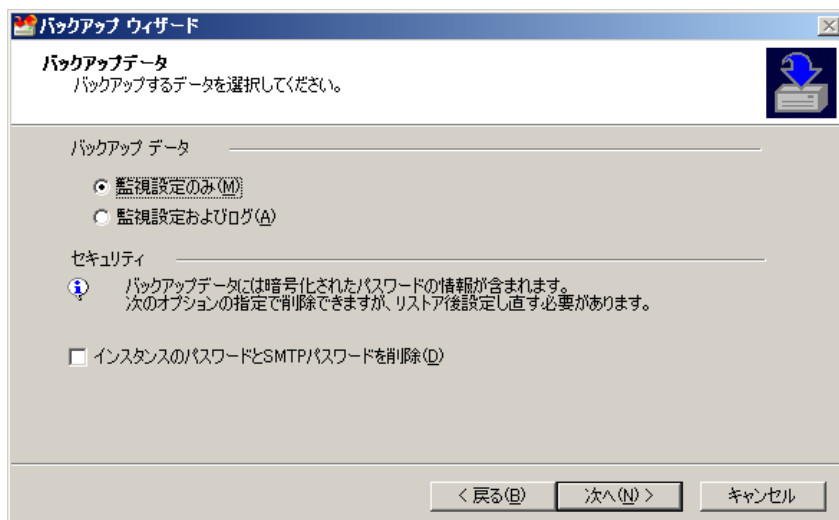 バックアップ ウィザード
バックアップデータ
バックアップするデータを選択してください。
バックアップ データ
監視設定のみ(M)
監視設定およびログ(A)
セキュリティ
バックアップデータには暗号化されたパスワードの情報が含まれます。
次のオプションの指定で削除できますが、リストア後設定し直す必要があります。
インスタンスのパスワードとSMTPパスワードを削除(D)
< 戻る(B)
次へ(N) >
キャンセル